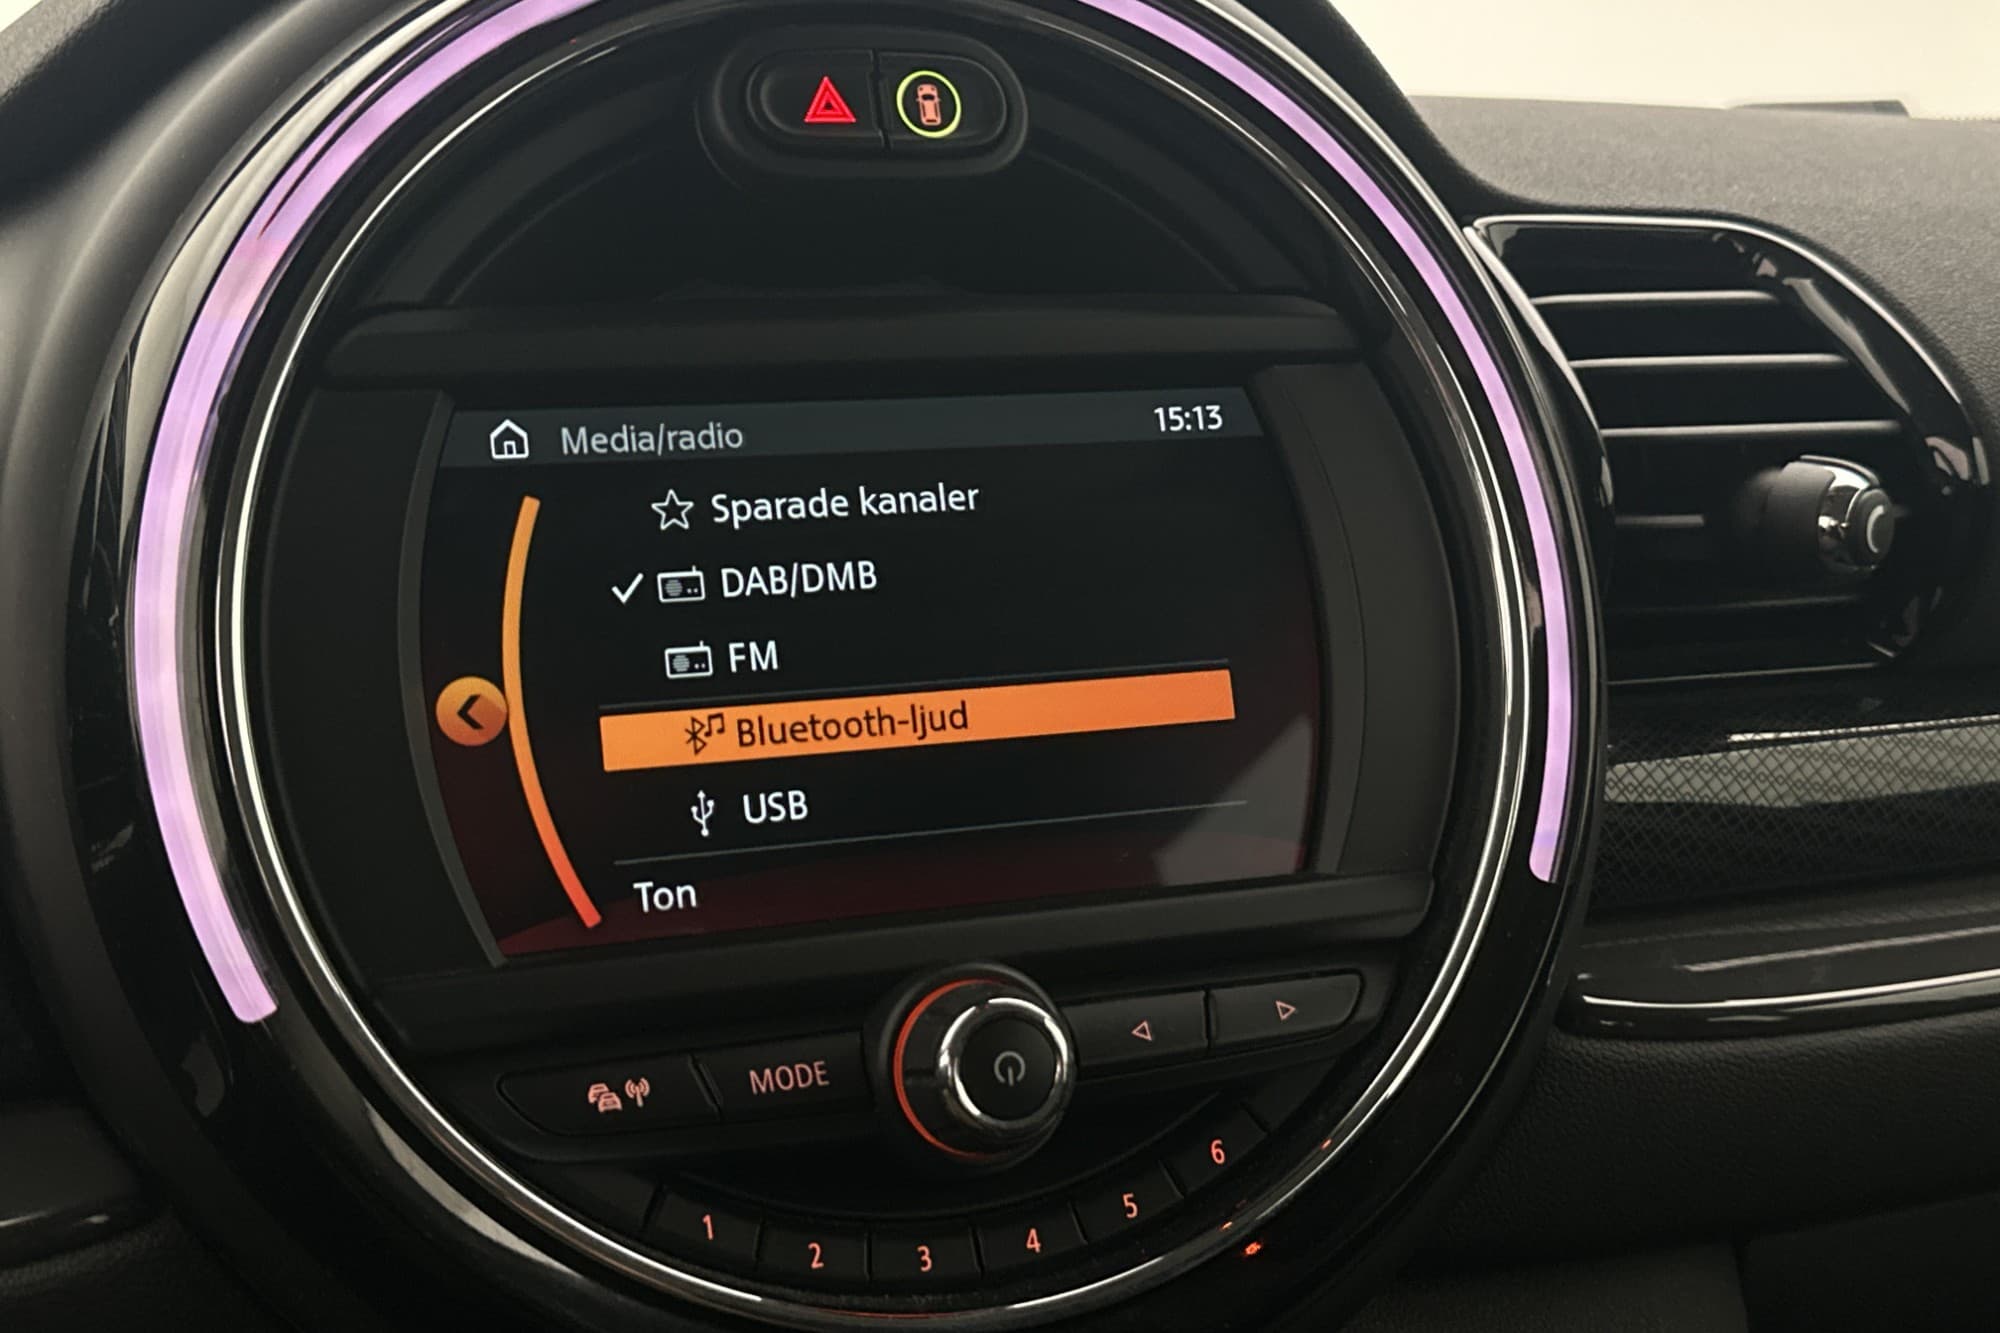 Media/radio 15:13
Sparade kanaler
DAB/DMB
FM
Bluetooth-ljud
USB
Ton
MODE
1 2 3 4 5 6